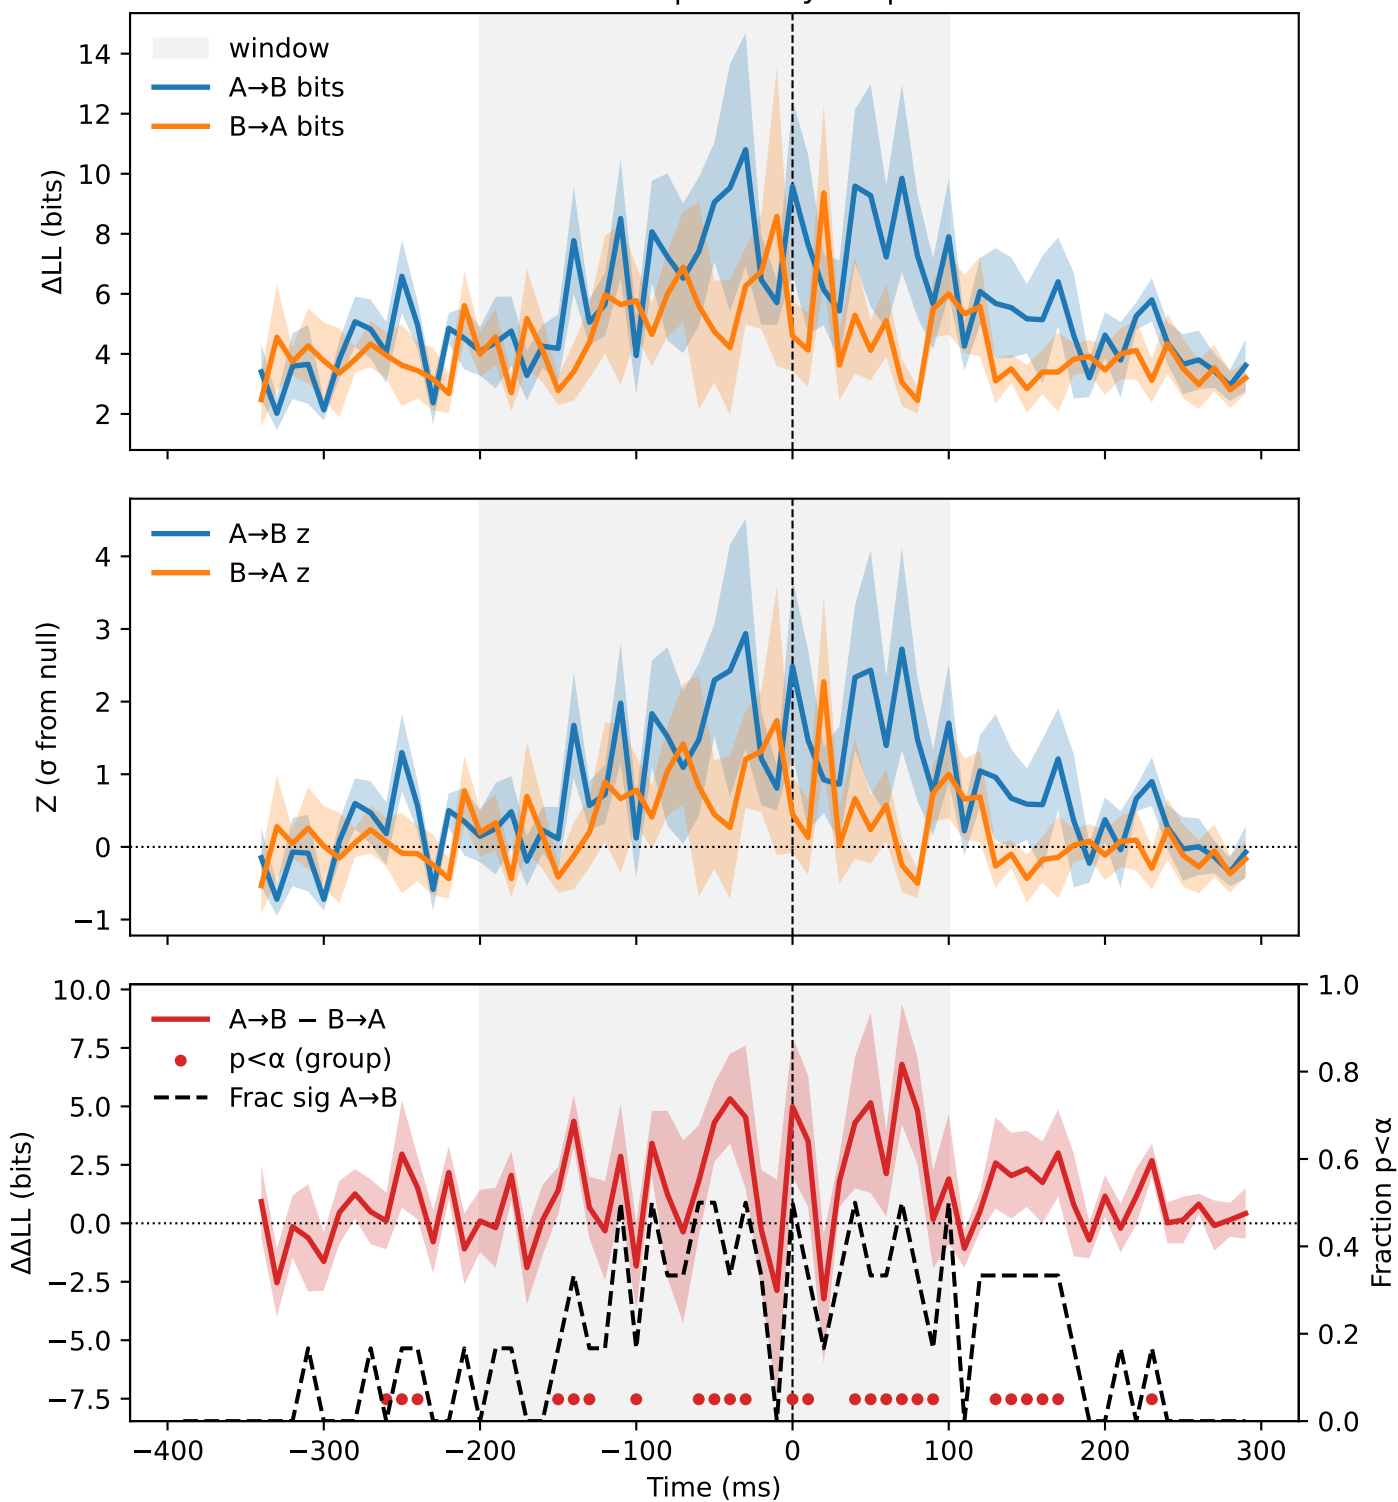 14
12
10
8
6
4
2
ΔLL (bits)
window
A→B bits
B→A bits
4
3
2
1
0
−1
Z (σ from null)
A→B z
B→A z
10.0
7.5
5.0
2.5
0.0
−2.5
−5.0
−7.5
ΔΔLL (bits)
A→B − B→A
p<α (group)
Frac sig A→B
1.0
0.8
0.6
0.4
0.2
0.0
Fraction p<α
−400 −300 −200 −100 0 100 200 300
Time (ms)